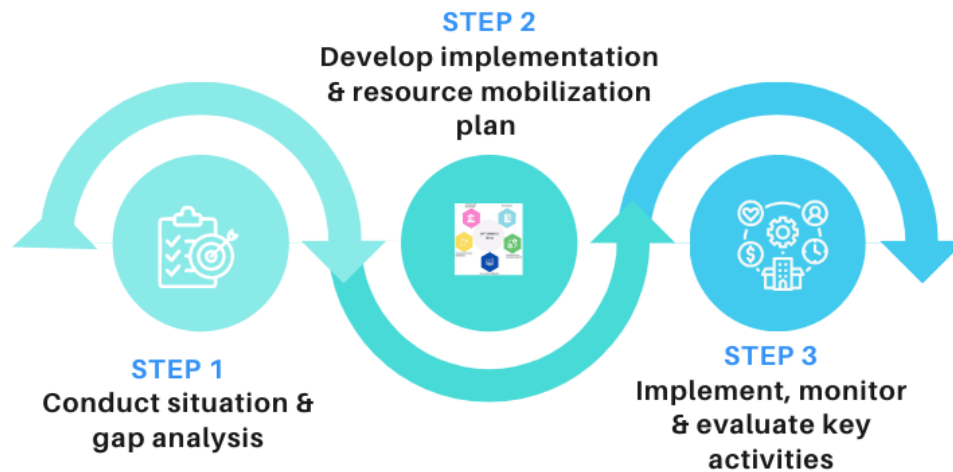 STEP 1
Conduct situation &
gap analysis
STEP 2
Develop implementation
& resource mobilization
plan
STEP 3
Implement, monitor
& evaluate key
activities